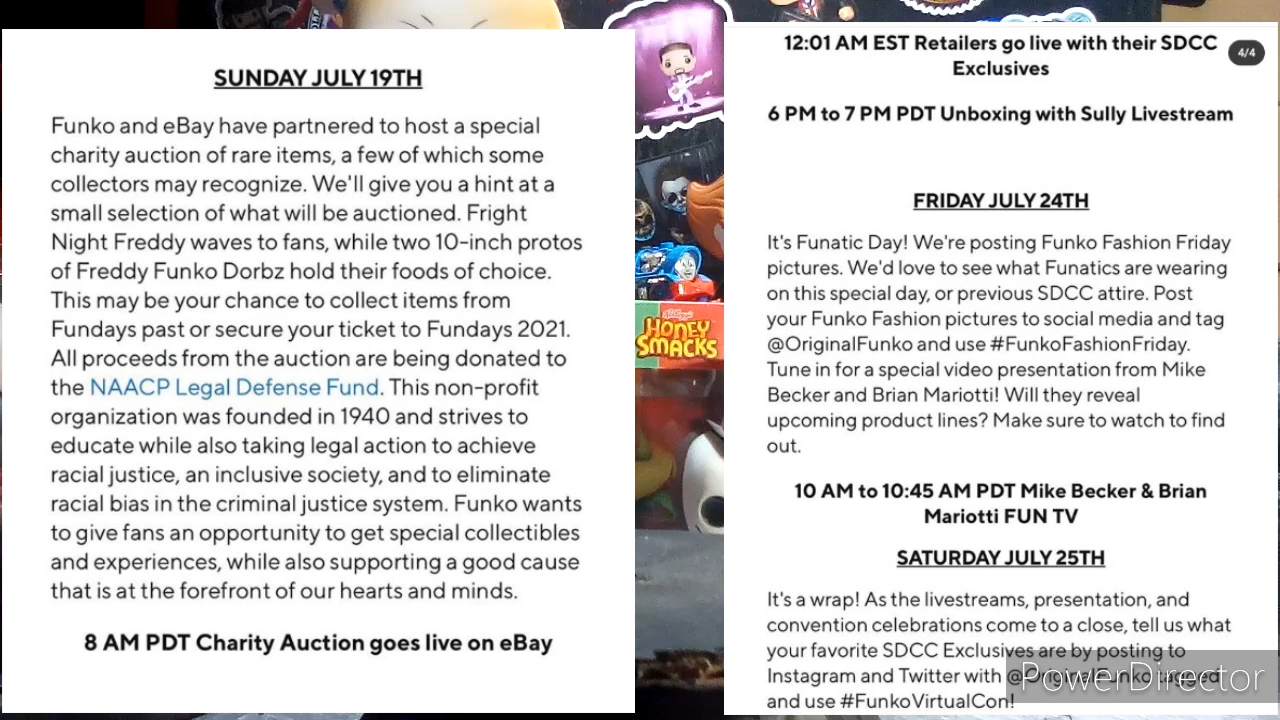 SUNDAY JULY 19TH
Funko and eBay have partnered to host a special
charity auction of rare items, a few of which some
collectors may recognize. We'll give you a hint at a
small selection of what will be auctioned. Fright
Night Freddy waves to fans, while two 10-inch protos
of Freddy Funko Dorbz hold their foods of choice.
This may be your chance to collect items from
Fundays past or secure your ticket to Fundays 2021.
All proceeds from the auction are being donated to
the NAACP Legal Defense Fund. This non-profit
organization was founded in 1940 and strives to
educate while also taking legal action to achieve
racial justice, an inclusive society, and to eliminate
racial bias in the criminal justice system. Funko wants
to give fans an opportunity to get special collectibles
and experiences, while also supporting a good cause
that is at the forefront of our hearts and minds.
8 AM PDT Charity Auction goes live on eBay
Kellogg's
HONEY
SMACKS
12:01 AM EST Retailers go live with their SDCC
Exclusives
4/4
6 PM to 7 PM PDT Unboxing with Sully Livestream
FRIDAY JULY 24TH
It's Funatic Day! We're posting Funko Fashion Friday
pictures. We'd love to see what Funatics are wearing
on this special day, or previous SDCC attire. Post
your Funko Fashion pictures to social media and tag
@OriginalFunko and use #FunkoFashionFriday.
Tune in for a special video presentation from Mike
Becker and Brian Mariotti! Will they reveal
upcoming product lines? Make sure to watch to find
out.
10 AM to 10:45 AM PDT Mike Becker & Brian
Mariotti FUN TV
SATURDAY JULY 25TH
It's a wrap! As the livestreams, presentation, and
convention celebrations come to a close, tell us what
your favorite SDCC Exclusives are by posting to
Instagram and Twitter with @OriginalFunko tagged
and use #FunkoVirtualCon!
PowerDirector